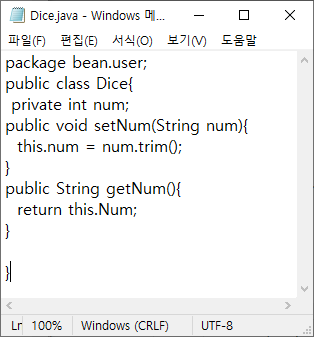 Dice.java - Windows 메...
파일(F) 편집(E) 서식(O) 보기(V) 도움말
package bean.user;
public class Dice{
private int num;
public void setNum(String num){
this.num = num.trim();
}
public String getNum(){
return this.Num;
}
}
Ln 100% Windows (CRLF) UTF-8